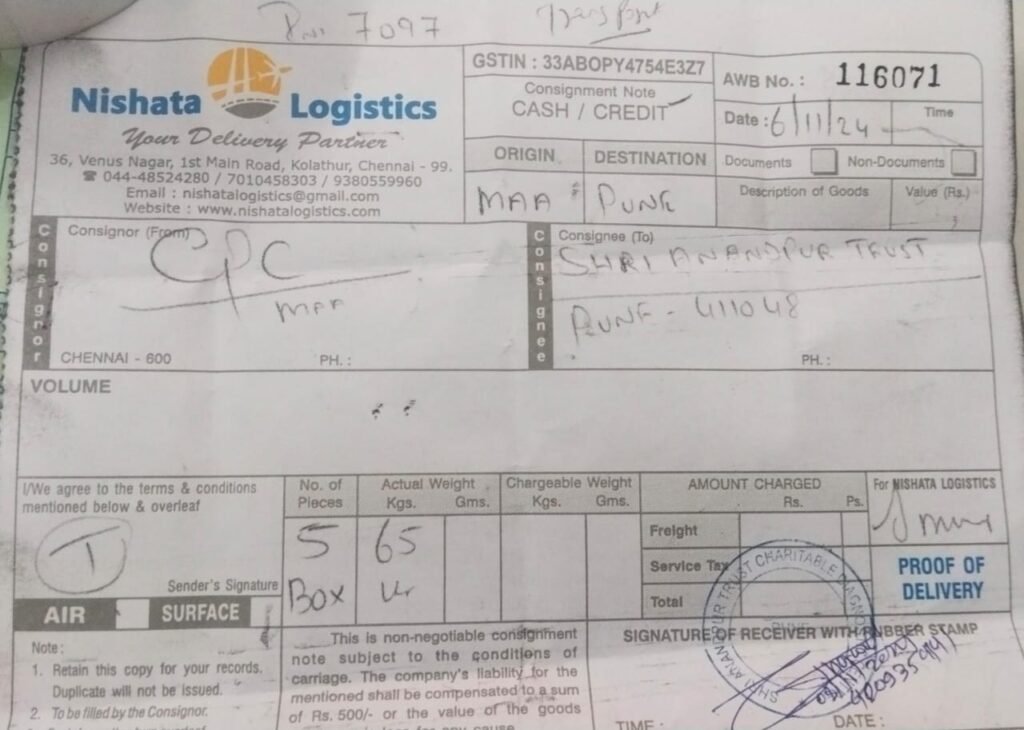 7097
Nishata Logistics
Your Delivery Partner
36, Venus Nagar, 1st Main Road, Kolathur, Chennai - 99.
☎ 044-48524280 / 7010458303 / 9380559960
Email : nishatalogistics@gmail.com
Website : www.nishatalogistics.com
GSTIN : 33ABOPY4754E3Z7
Consignment Note
CASH / CREDIT
AWB No. : 116071
Date : 6/11/24
Time
ORIGIN
DESTINATION
MAA
PUNE
Documents
Non-Documents
Description of Goods
Value (Rs.)
Consignor
Consignor (From)
CPC
MAA
CHENNAI - 600
PH. :
Consignee
Consignee (To)
SHRI ANANDPUR TRUST
PUNE - 411048
PH. :
VOLUME
I/We agree to the terms & conditions
mentioned below & overleaf
T
Sender's Signature
AIR
SURFACE
No. of Pieces
5
Box
Actual Weight
Kgs. Gms.
65
Chargeable Weight
Kgs. Gms.
AMOUNT CHARGED
Rs. Ps.
Freight
Service Tax
Total
For NISHATA LOGISTICS
PROOF OF
DELIVERY
Note :
1. Retain this copy for your records.
Duplicate will not be issued.
2. To be filled by the Consignor.
This is non-negotiable consignment
note subject to the conditions of
carriage. The company's liability for the
mentioned shall be compensated to a sum
of Rs. 500/- or the value of the goods
SIGNATURE OF RECEIVER WITH RUBBER STAMP
SHRI ANANDPUR TRUST CHARITABLE
PUNE
TIME :
DATE :